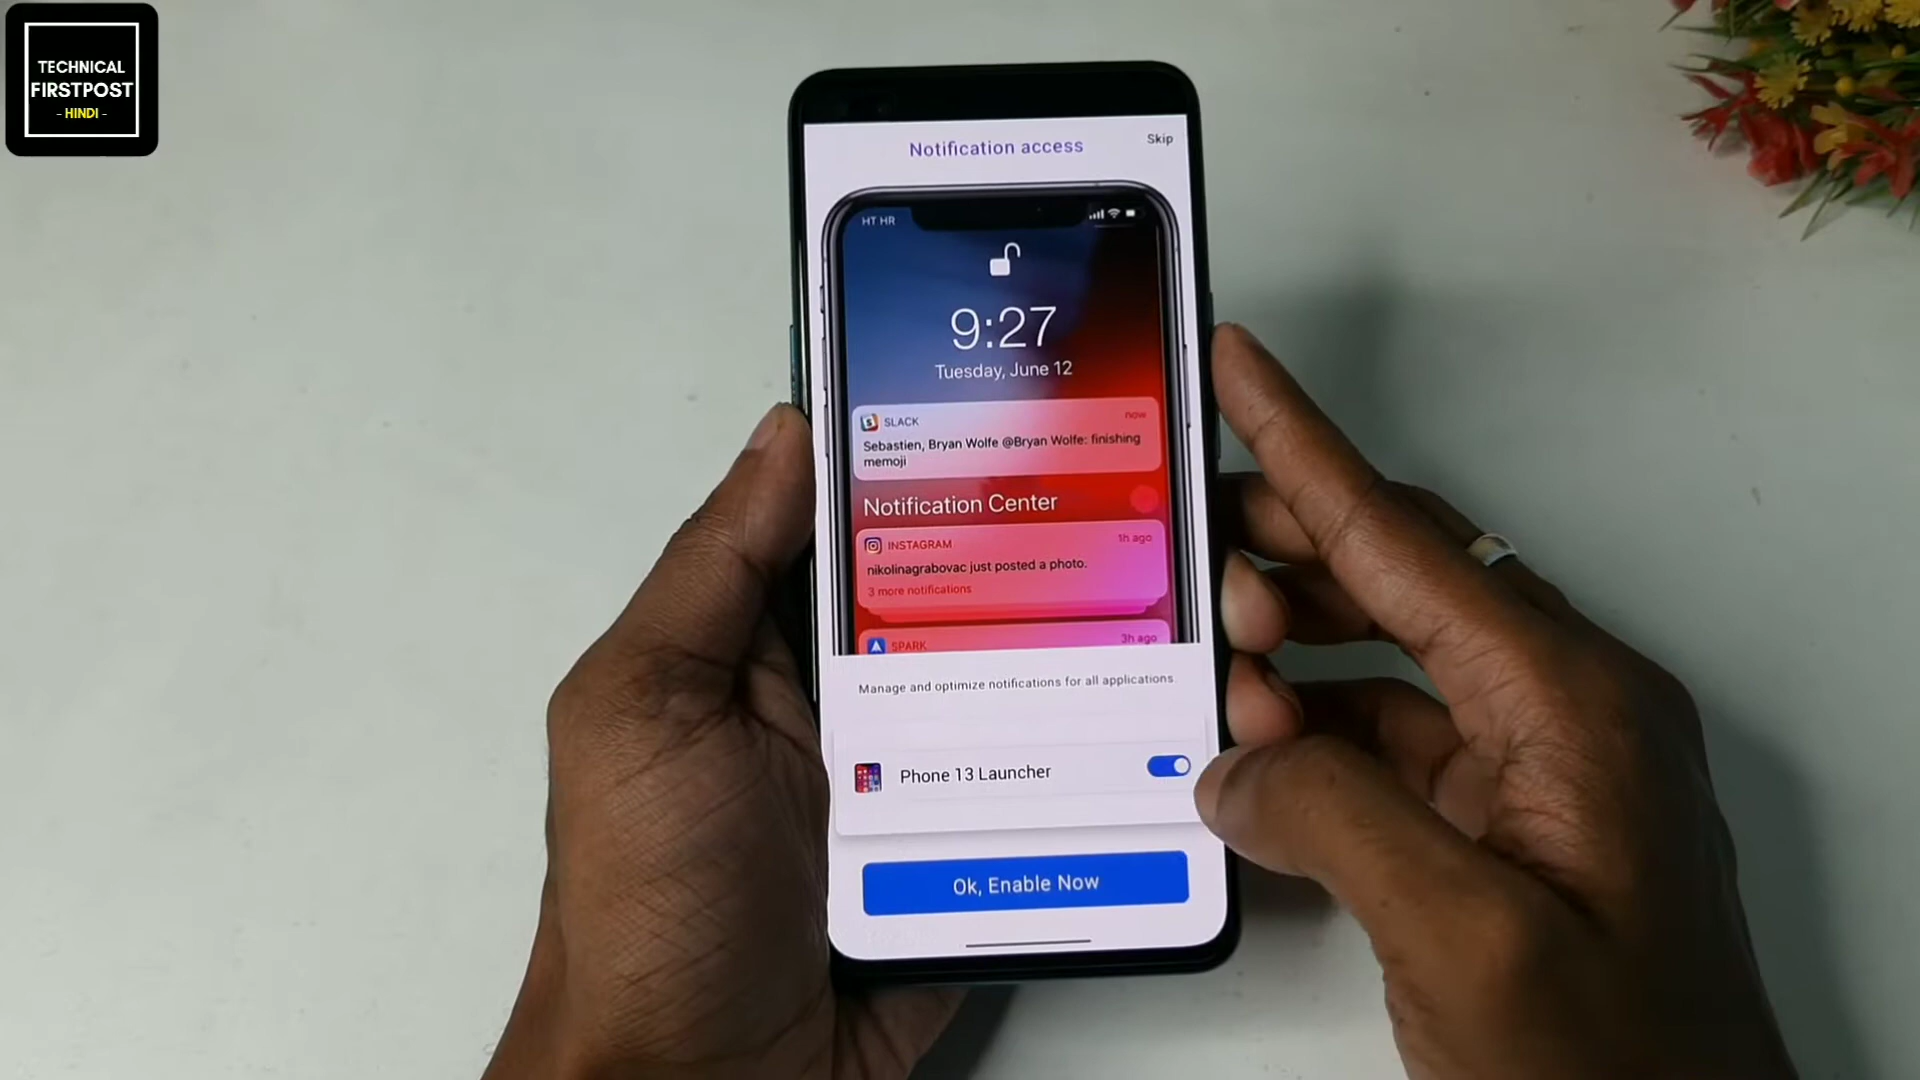 TECHNICAL
FIRSTPOST
- HINDI -
Notification access
Skip
HT HR
9:27
Tuesday, June 12
SLACK
now
Sebastien, Bryan Wolfe @Bryan Wolfe: finishing
memoji
Notification Center
INSTAGRAM
1h ago
nikolinagrabovac just posted a photo.
3 more notifications
SPARK
3h ago
Manage and optimize notifications for all applications.
Phone 13 Launcher
Ok, Enable Now